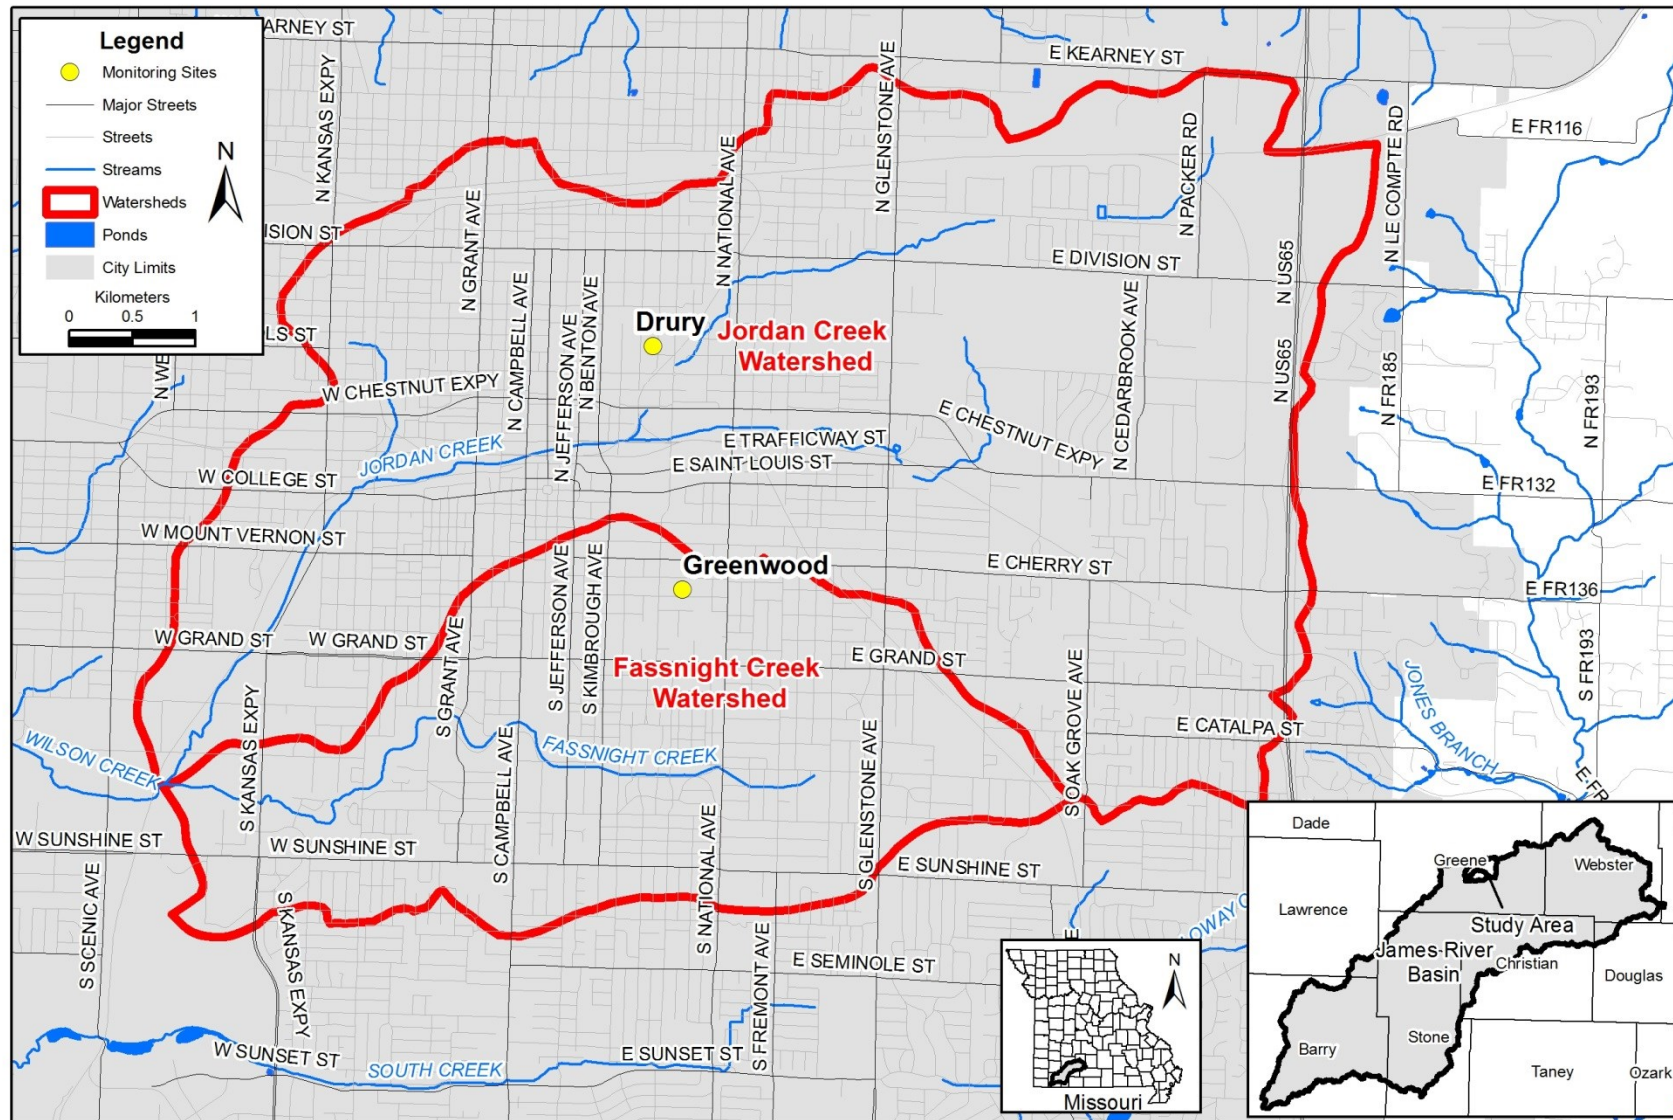 Legend
Monitoring Sites
Major Streets
Streets
Streams
Watersheds
Ponds
City Limits
Kilometers
0 0.5 1
N
ARNEY ST
E KEARNEY ST
N KANSAS EXPY
N GLENSTONE AVE
N PACKER RD
N LE COMPTE RD
E FR116
N NATIONAL AVE
ISION ST
N GRANT AVE
E DIVISION ST
N US65
N CAMPBELL AVE
N JEFFERSON AVE
N BENTON AVE
N CEDARBROOK AVE
Drury
Jordan Creek
Watershed
LS ST
N WE
W CHESTNUT EXPY
N US65
N FR185
N FR193
E CHESTNUT EXPY
E TRAFFICWAY ST
JORDAN CREEK
E SAINT LOUIS ST
W COLLEGE ST
E FR132
W MOUNT VERNON ST
Greenwood
E CHERRY ST
E FR136
S JEFFERSON AVE
S KIMBROUGH AVE
W GRAND ST
W GRAND ST
S GRANT AVE
E GRAND ST
S OAK GROVE AVE
S FR193
Fassnight Creek
Watershed
JONES BRANCH
E CATALPA ST
WILSON CREEK
S KANSAS EXPY
FASSNIGHT CREEK
S CAMPBELL AVE
S GLENSTONE AVE
E FR
W SUNSHINE ST
W SUNSHINE ST
S NATIONAL AVE
E SUNSHINE ST
S SCENIC AVE
S KANSAS EXPY
S FREMONT AVE
E SEMINOLE ST
OWAY C
E
W SUNSET ST
SOUTH CREEK
E SUNSET ST
N
Missouri
Dade
Greene
Webster
Lawrence
Study Area
James River
Basin
Christian
Douglas
Barry
Stone
Taney
Ozark